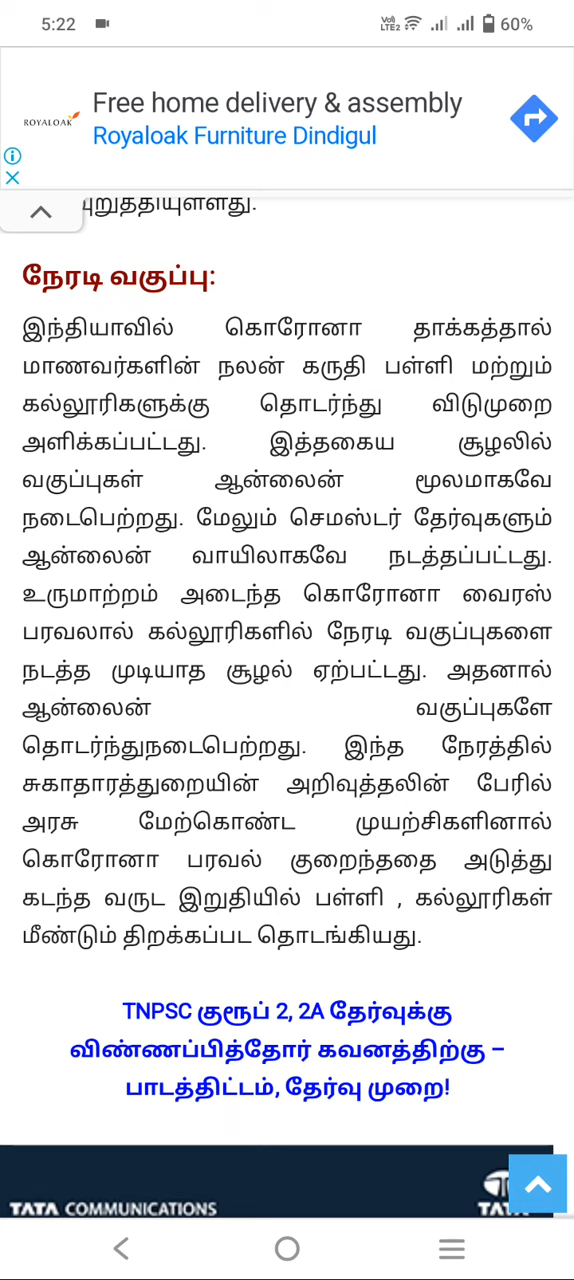 5:22
VoI) LTE2 60%
ROYALOAK
Free home delivery & assembly
Royaloak Furniture Dindigul
நேரடி வகுப்பு:
இந்தியாவில் கொரோனா தாக்கத்தால்
மாணவர்களின் நலன் கருதி பள்ளி மற்றும்
கல்லூரிகளுக்கு தொடர்ந்து விடுமுறை
அளிக்கப்பட்டது. இத்தகைய சூழலில்
வகுப்புகள் ஆன்லைன் மூலமாகவே
நடைபெற்றது. மேலும் செமஸ்டர் தேர்வுகளும்
ஆன்லைன் வாயிலாகவே நடத்தப்பட்டது.
உருமாற்றம் அடைந்த கொரோனா வைரஸ்
பரவலால் கல்லூரிகளில் நேரடி வகுப்புகளை
நடத்த முடியாத சூழல் ஏற்பட்டது. அதனால்
ஆன்லைன் வகுப்புகளே
தொடர்ந்துநடைபெற்றது. இந்த நேரத்தில்
சுகாதாரத்துறையின் அறிவுத்தலின் பேரில்
அரசு மேற்கொண்ட முயற்சிகளினால்
கொரோனா பரவல் குறைந்ததை அடுத்து
கடந்த வருட இறுதியில் பள்ளி , கல்லூரிகள்
மீண்டும் திறக்கப்பட தொடங்கியது.
TNPSC குரூப் 2, 2A தேர்வுக்கு
விண்ணப்பித்தோர் கவனத்திற்கு –
பாடத்திட்டம், தேர்வு முறை!
TATA COMMUNICATIONS